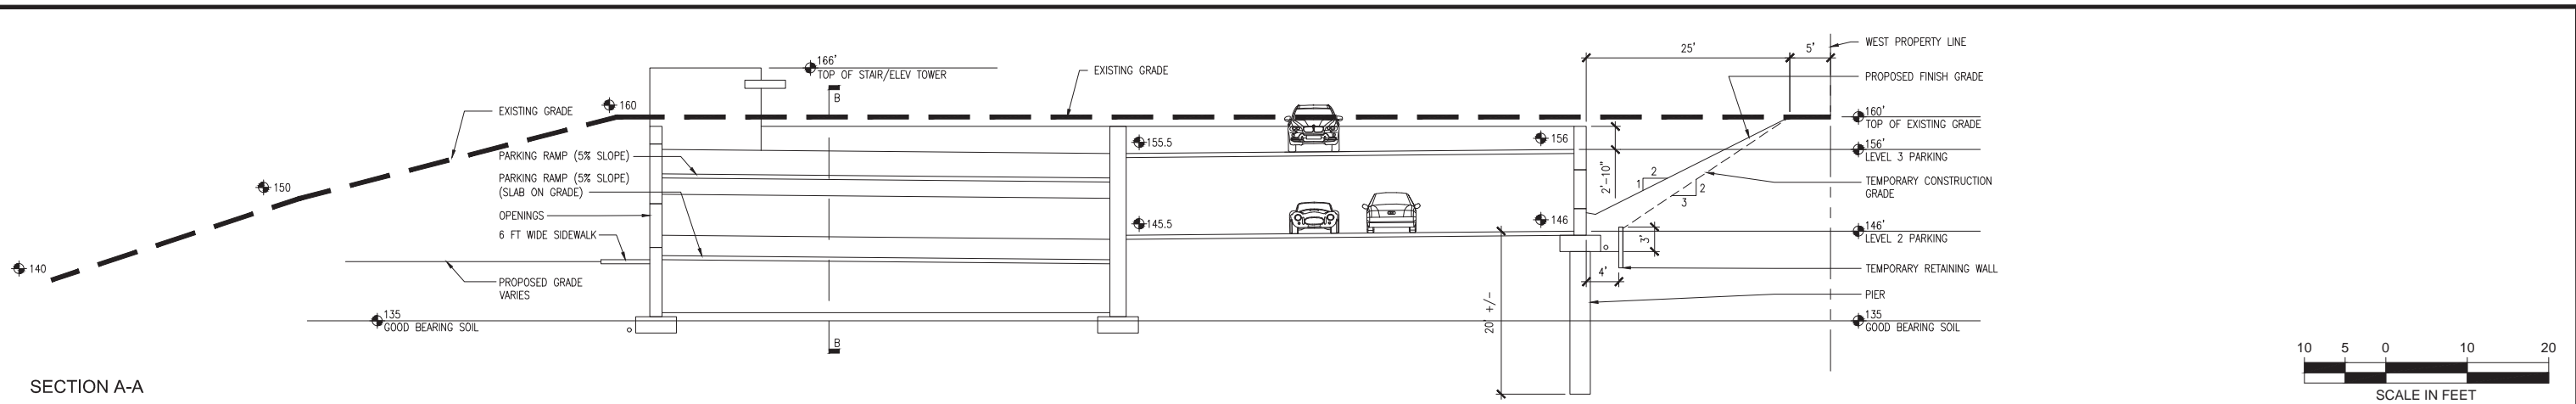 166'
TOP OF STAIR/ELEV TOWER
B
EXISTING GRADE
25'
5'
WEST PROPERTY LINE
PROPOSED FINISH GRADE
EXISTING GRADE
160
160'
TOP OF EXISTING GRADE
155.5
156
156'
LEVEL 3 PARKING
PARKING RAMP (5% SLOPE)
PARKING RAMP (5% SLOPE)
(SLAB ON GRADE)
2'-10"
2
1
2
3
TEMPORARY CONSTRUCTION
GRADE
150
OPENINGS
145.5
146
146'
LEVEL 2 PARKING
6 FT WIDE SIDEWALK
3'
140
4'
TEMPORARY RETAINING WALL
PROPOSED GRADE
VARIES
PIER
20' +/-
135
GOOD BEARING SOIL
135
GOOD BEARING SOIL
B
SECTION A-A
10 5 0 10 20
SCALE IN FEET